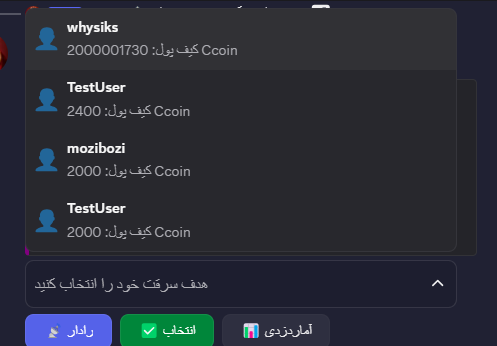 whysiks
کیف پول: 2000001730 Ccoin
TestUser
کیف پول: 2400 Ccoin
mozibozi
کیف پول: 2000 Ccoin
TestUser
کیف پول: 2000 Ccoin
هدف سرقت خود را انتخاب کنید
رادار
انتخاب
آماردزدی